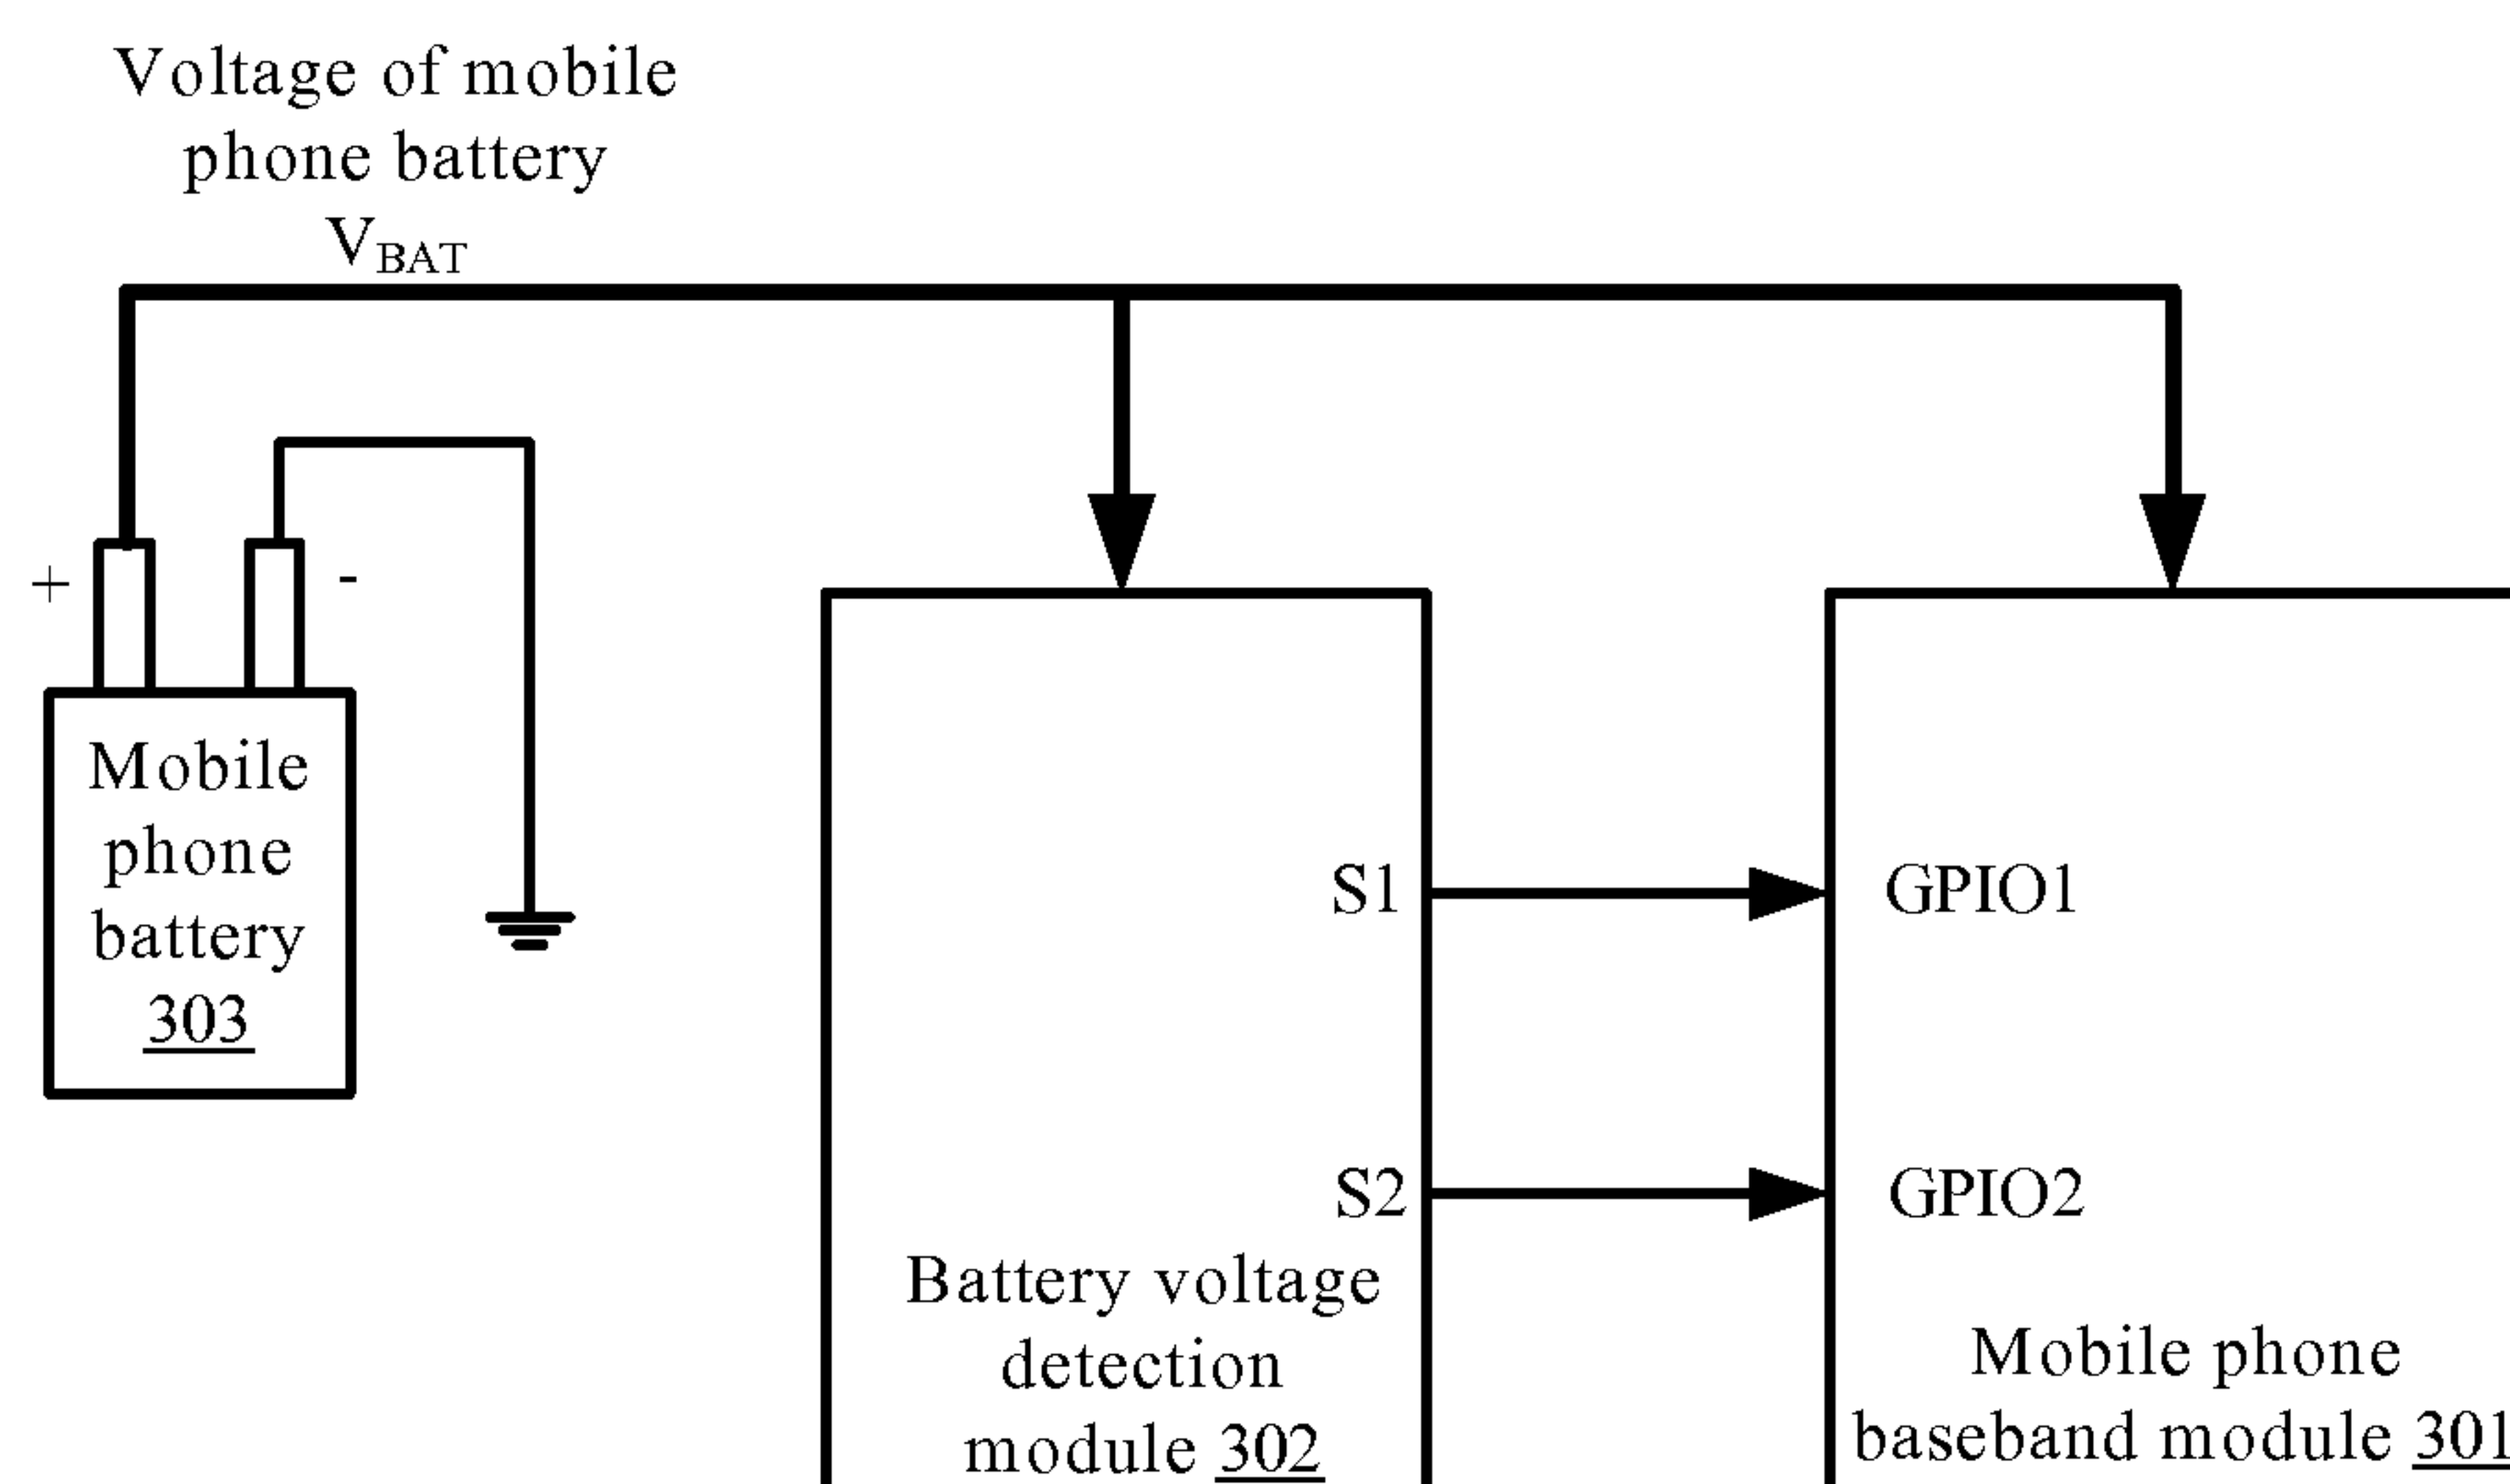 Voltage of mobile
phone battery
VBAT
+
-
Mobile
phone
battery
303
S1
GPIO1
S2
GPIO2
Battery voltage
detection
module 302
Mobile phone
baseband module 301